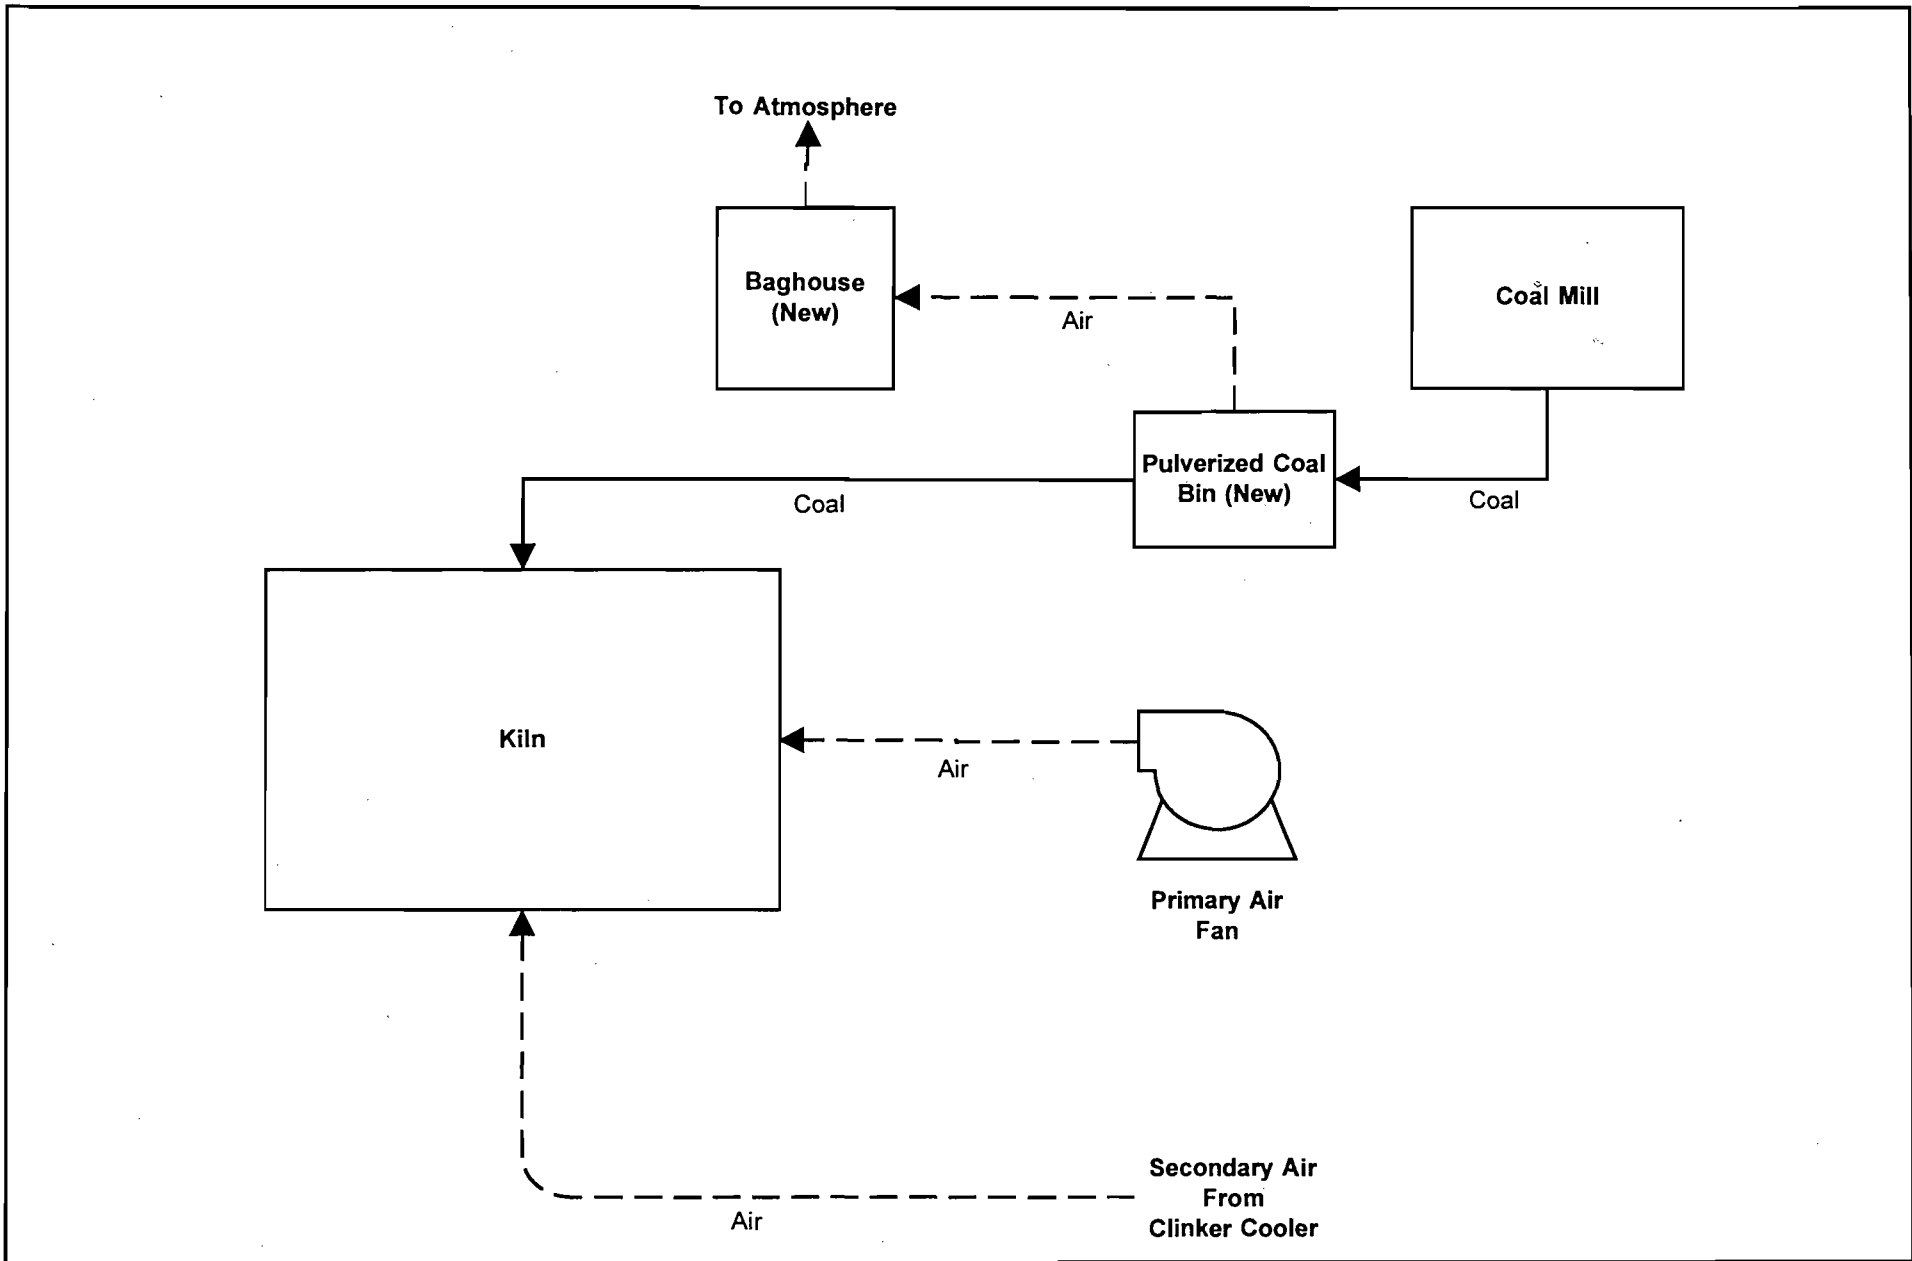 To Atmosphere
Baghouse
(New)
Air
Coal Mill
Pulverized Coal
Bin (New)
Coal
Coal
Kiln
Air
Primary Air
Fan
Secondary Air
From
Clinker Cooler
Air